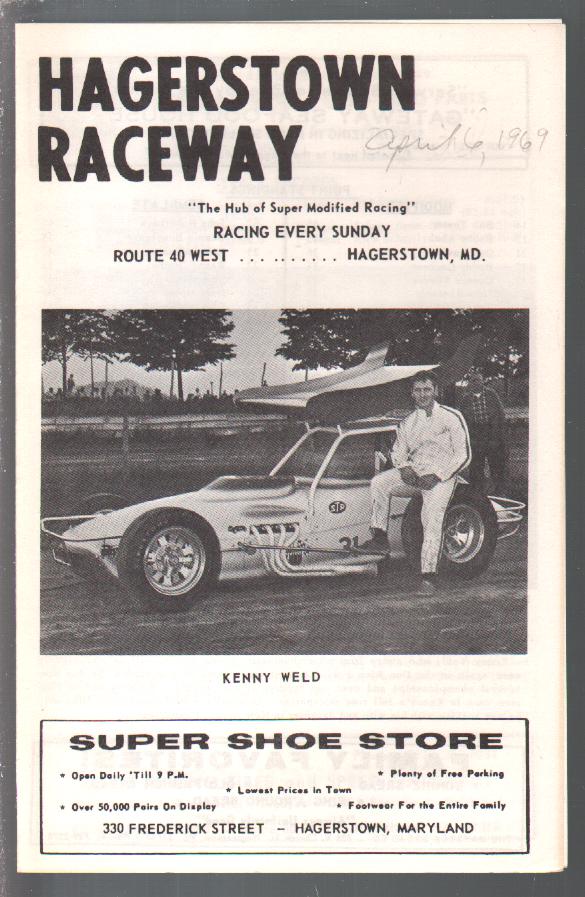 HAGERSTOWN
RACEWAY
April 6, 1969
"The Hub of Super Modified Racing"
RACING EVERY SUNDAY
ROUTE 40 WEST .......... HAGERSTOWN, MD.
STP
21
KENNY WELD
SUPER SHOE STORE
* Open Daily 'Till 9 P.M. * Plenty of Free Parking
* Lowest Prices in Town
* Over 50,000 Pairs On Display * Footwear For the Entire Family
330 FREDERICK STREET – HAGERSTOWN, MARYLAND